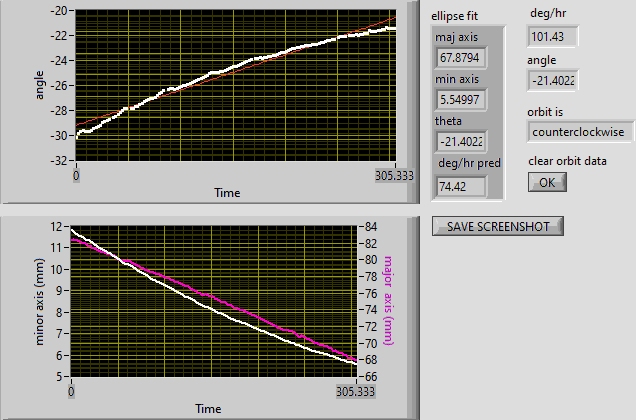 -20
-22
-24
-26
-28
-30
-32
angle
0
305.333
Time
ellipse fit
maj axis
67.8794
min axis
5.54997
theta
-21.4022
deg/hr pred
74.42
deg/hr
101.43
angle
-21.4022
orbit is
counterclockwise
clear orbit data
OK
SAVE SCREENSHOT
12
11
10
9
8
7
6
5
minor axis (mm)
84
82
80
78
76
74
72
70
68
66
major axis (mm)
0
305.333
Time